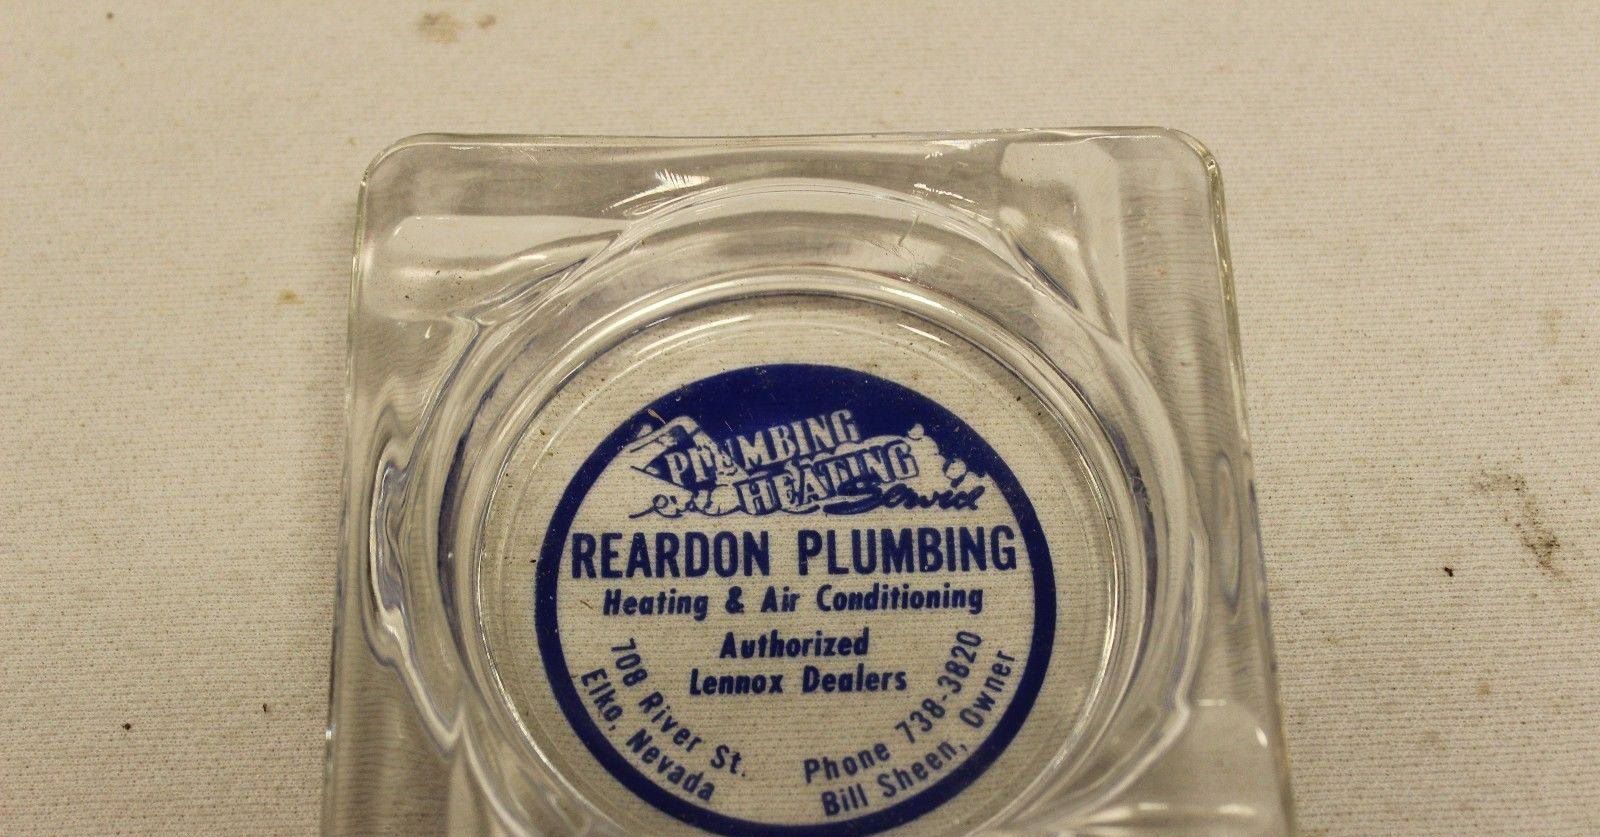 PLUMBING
HEATING
Service
REARDON PLUMBING
Heating & Air Conditioning
Authorized
Lennox Dealers
708 River St.
Elko, Nevada
Phone 738-3820
Bill Sheen, Owner